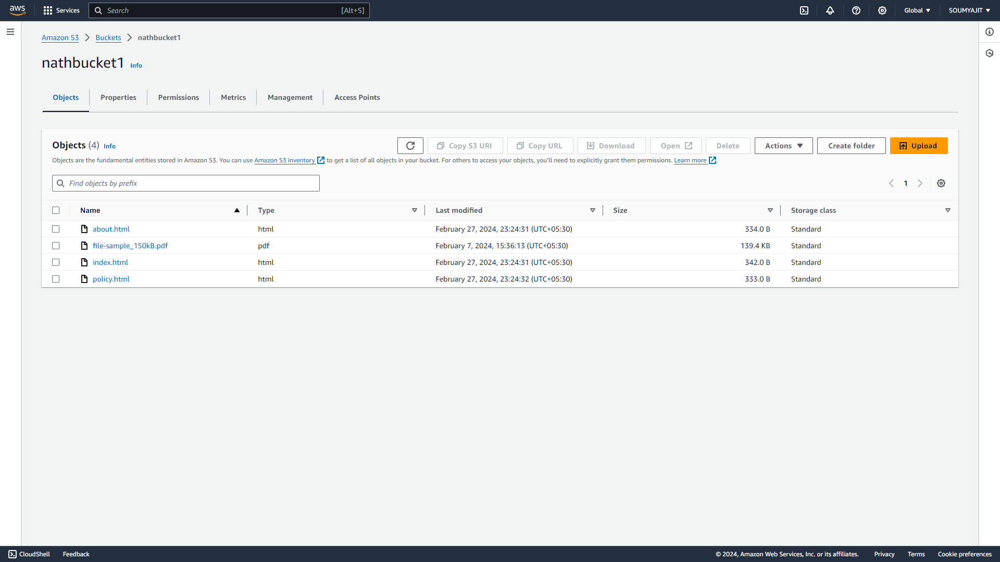 aws Services Search [Alt+S] Global SOUMYAJIT
Amazon S3 Buckets nathbucket1
nathbucket1 Info
Objects Properties Permissions Metrics Management Access Points
Objects (4) Info Copy S3 URI Copy URL Download Open Delete Actions Create folder Upload
Objects are the fundamental entities stored in Amazon S3. You can use Amazon S3 inventory to get a list of all objects in your bucket. For others to access your objects, you'll need to explicitly grant them permissions. Learn more
Find objects by prefix 1
Name Type Last modified Size Storage class
about.html html February 27, 2024, 23:24:31 (UTC+05:30) 334.0 B Standard
file-sample_150kB.pdf pdf February 7, 2024, 15:36:13 (UTC+05:30) 139.4 KB Standard
index.html html February 27, 2024, 23:24:31 (UTC+05:30) 342.0 B Standard
policy.html html February 27, 2024, 23:24:32 (UTC+05:30) 333.0 B Standard
CloudShell Feedback © 2024, Amazon Web Services, Inc. or its affiliates. Privacy Terms Cookie preferences